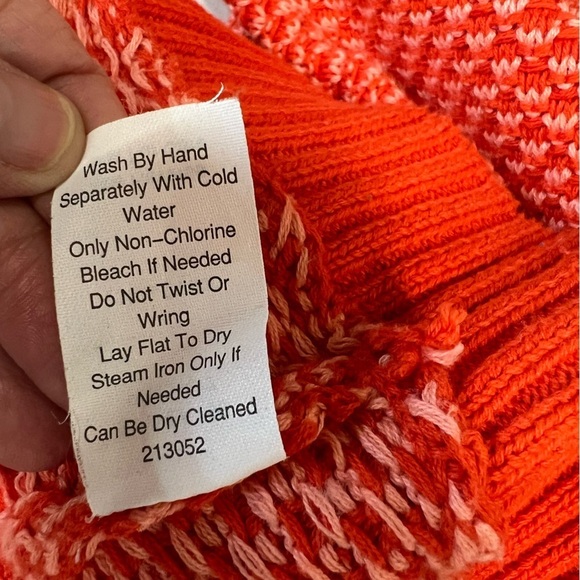 Wash By Hand
Separately With Cold
Water
Only Non-Chlorine
Bleach If Needed
Do Not Twist Or
Wring
Lay Flat To Dry
Steam Iron Only If
Needed
Can Be Dry Cleaned
213052